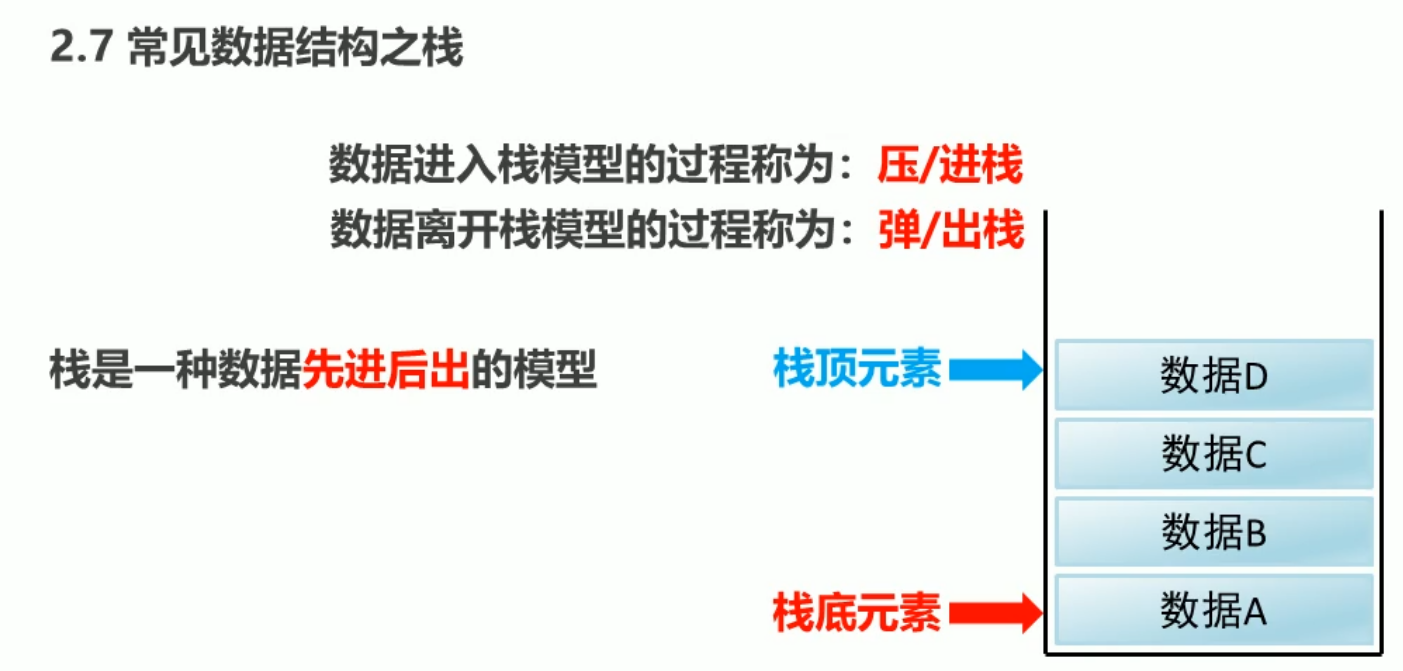 2.7 常见数据结构之栈
数据进入栈模型的过程称为：压/进栈
数据离开栈模型的过程称为：弹/出栈
栈是一种数据先进后出的模型
栈顶元素
数据D
数据C
数据B
栈底元素
数据A